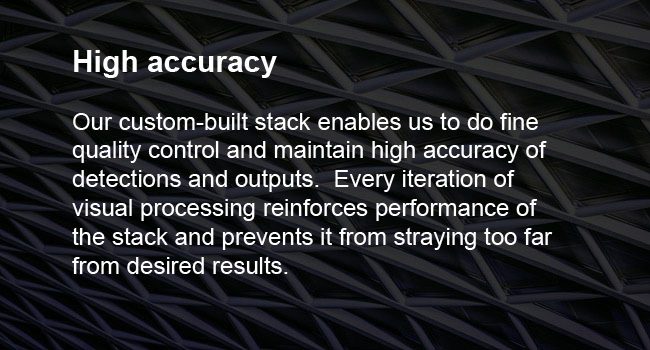 High accuracy
Our custom-built stack enables us to do fine
quality control and maintain high accuracy of
detections and outputs.  Every iteration of
visual processing reinforces performance of
the stack and prevents it from straying too far
from desired results.